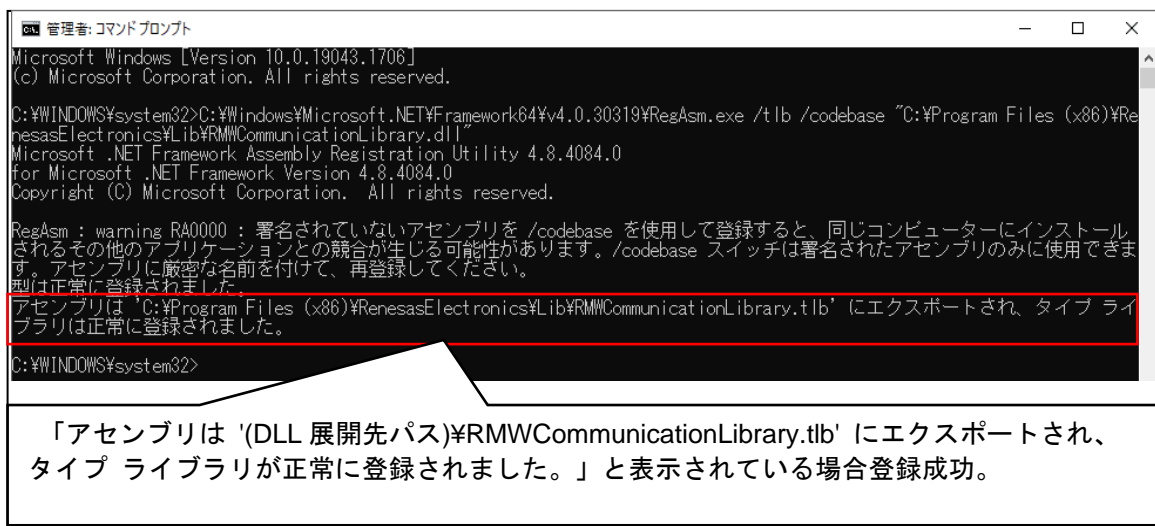 管理者: コマンド プロンプト
Microsoft Windows [Version 10.0.19043.1706]
(c) Microsoft Corporation. All rights reserved.
C:¥WINDOWS¥system32>C:¥Windows¥Microsoft.NET¥Framework64¥v4.0.30319¥RegAsm.exe /tlb /codebase "C:¥Program Files (x86)¥Re
nesasElectronics¥Lib¥RMWCommunicationLibrary.dll"
Microsoft .NET Framework Assembly Registration Utility 4.8.4084.0
for Microsoft .NET Framework Version 4.8.4084.0
Copyright (C) Microsoft Corporation.  All rights reserved.
RegAsm : warning RA0000 : 署名されていないアセンブリを /codebase を使用して登録すると、同じコンピューターにインストール
されるその他のアプリケーションとの競合が生じる可能性があります。/codebase スイッチは署名されたアセンブリのみに使用できま
す。アセンブリに厳密な名前を付けて、再登録してください。
型は正常に登録されました。
アセンブリは 'C:¥Program Files (x86)¥RenesasElectronics¥Lib¥RMWCommunicationLibrary.tlb' にエクスポートされ、タイプ ライ
ブラリは正常に登録されました。
C:¥WINDOWS¥system32>
「アセンブリは '(DLL 展開先パス)¥RMWCommunicationLibrary.tlb' にエクスポートされ、
タイプ ライブラリが正常に登録されました。」と表示されている場合登録成功。